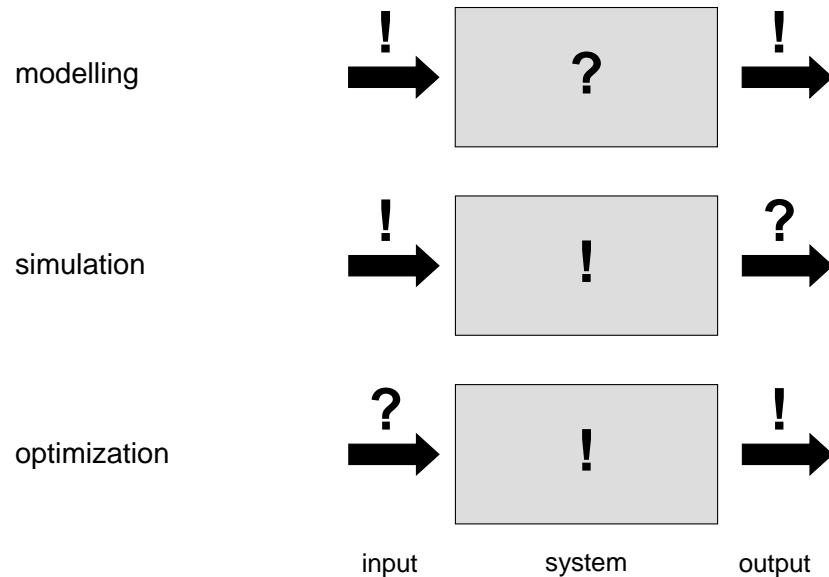 ! ? !
modelling
! ! ?
simulation
? ! !
optimization
input system output